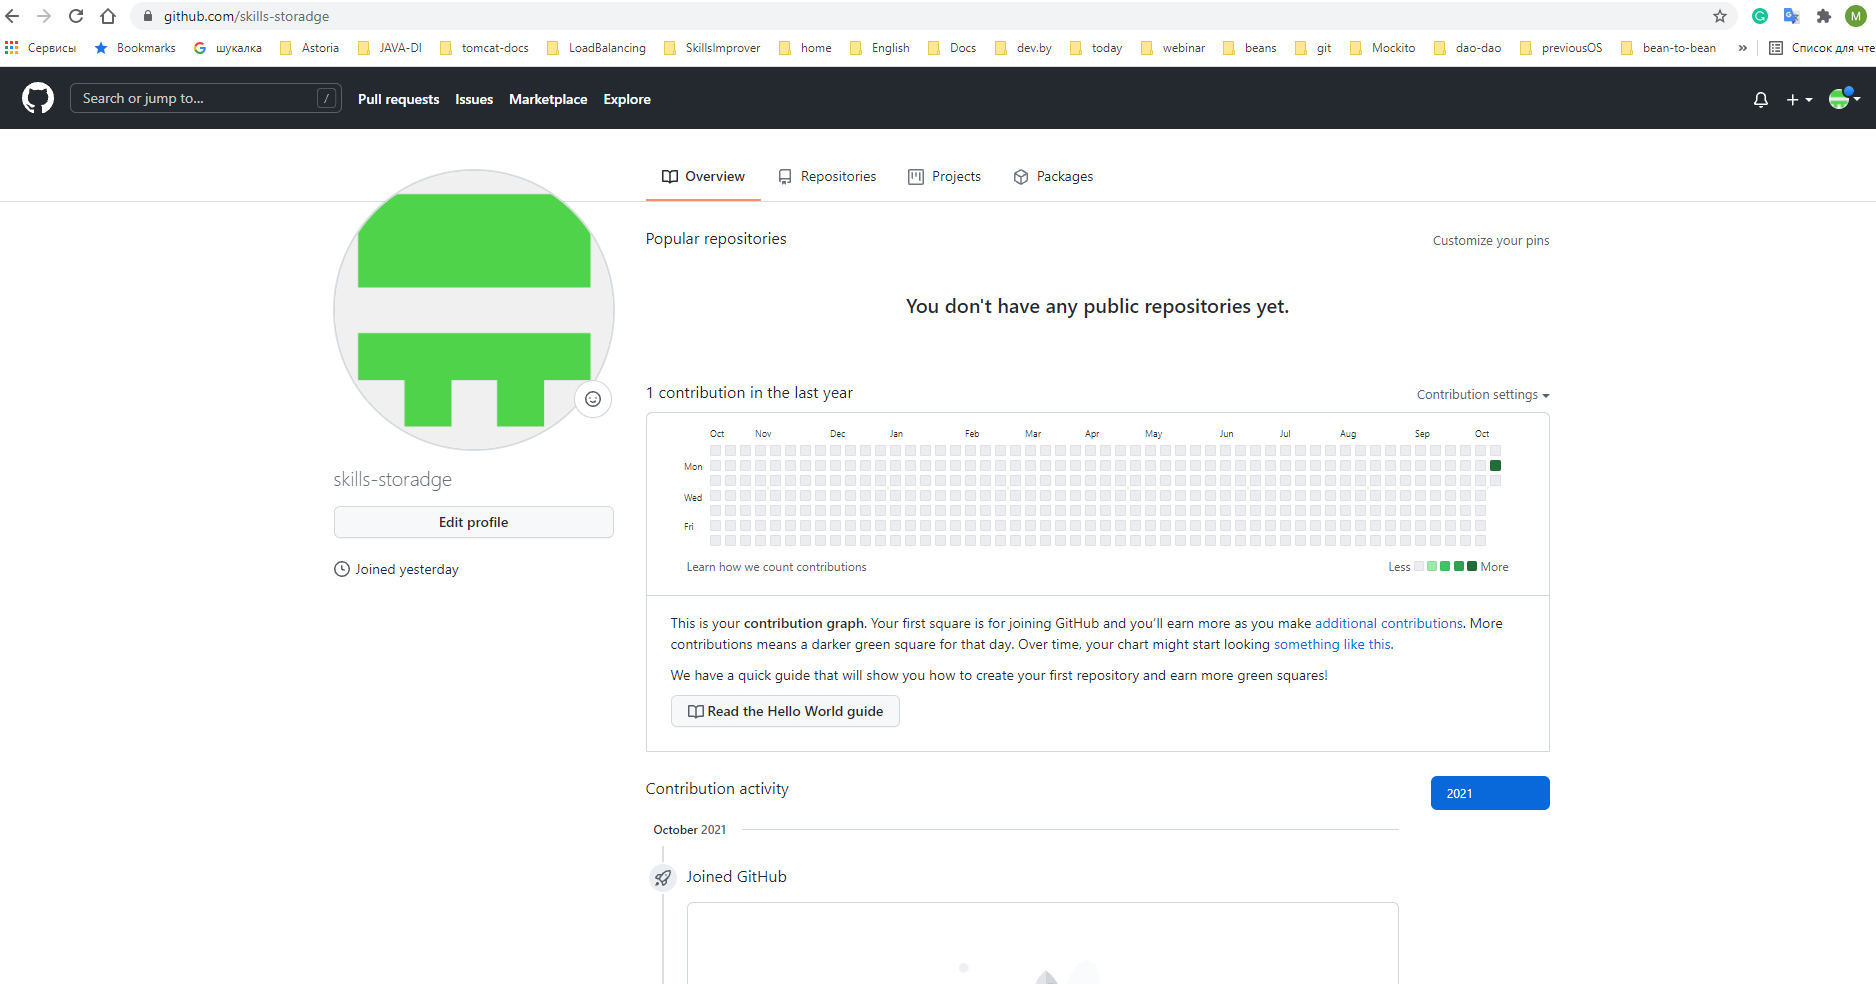 github.com/skills-storadge
Сервисы Bookmarks шукалка Astoria JAVA-DI tomcat-docs LoadBalancing SkillsImprover home English Docs dev.by today webinar beans git Mockito dao-dao previousOS bean-to-bean » Список для чте
Search or jump to... / Pull requests Issues Marketplace Explore
Overview Repositories Projects Packages
Popular repositories Customize your pins
You don't have any public repositories yet.
1 contribution in the last year Contribution settings
Oct Nov Dec Jan Feb Mar Apr May Jun Jul Aug Sep Oct
Mon
Wed
Fri
Learn how we count contributions Less More
skills-storadge
Edit profile
Joined yesterday
This is your contribution graph. Your first square is for joining GitHub and you'll earn more as you make additional contributions. More
contributions means a darker green square for that day. Over time, your chart might start looking something like this.
We have a quick guide that will show you how to create your first repository and earn more green squares!
Read the Hello World guide
Contribution activity 2021
October 2021
Joined GitHub